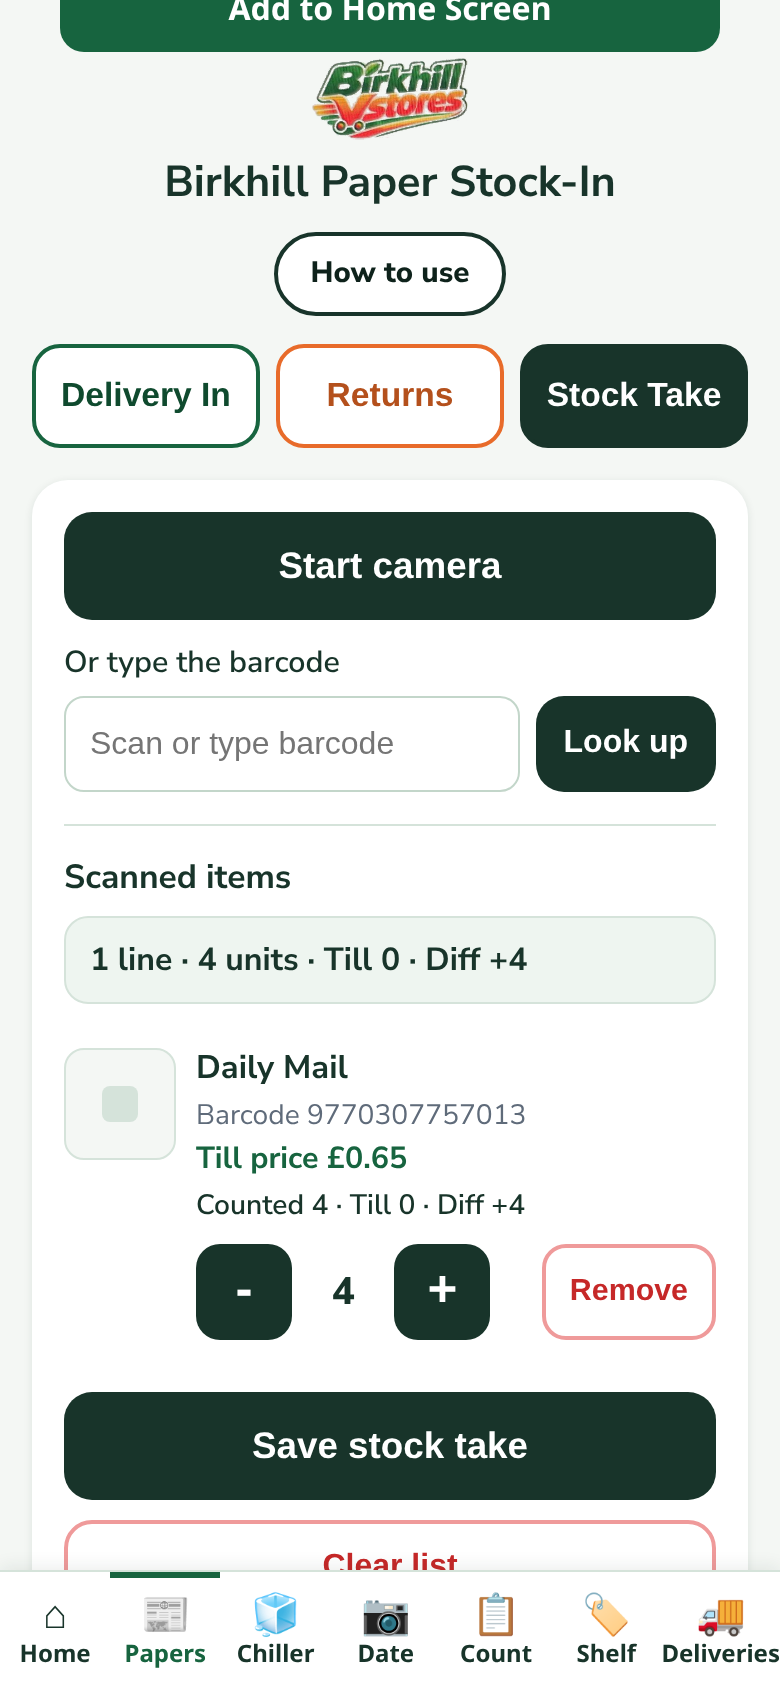 Add to Home Screen
Birkhill
Vstores
Birkhill Paper Stock-In
How to use
Delivery In
Returns
Stock Take
Start camera
Or type the barcode
Scan or type barcode
Look up
Scanned items
1 line · 4 units · Till 0 · Diff +4
Daily Mail
Barcode 9770307757013
Till price £0.65
Counted 4 · Till 0 · Diff +4
- 4 +
Remove
Save stock take
Clear list
Home
Papers
Chiller
Date
Count
Shelf
Deliveries